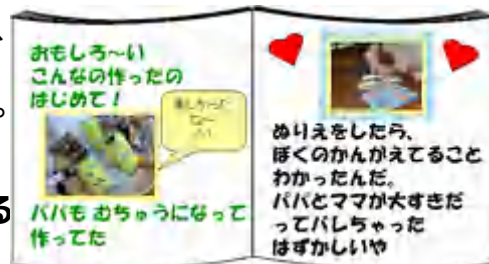 おもしろ~い
こんなの作ったの
はじめて!
パパも むちゅうになって
作ってた
ぬりえをしたら、
ぼくのかんがえてること
わかったんだ。
パパとママが大すきだ
ってバレちゃった
はずかしいや
、
。
る